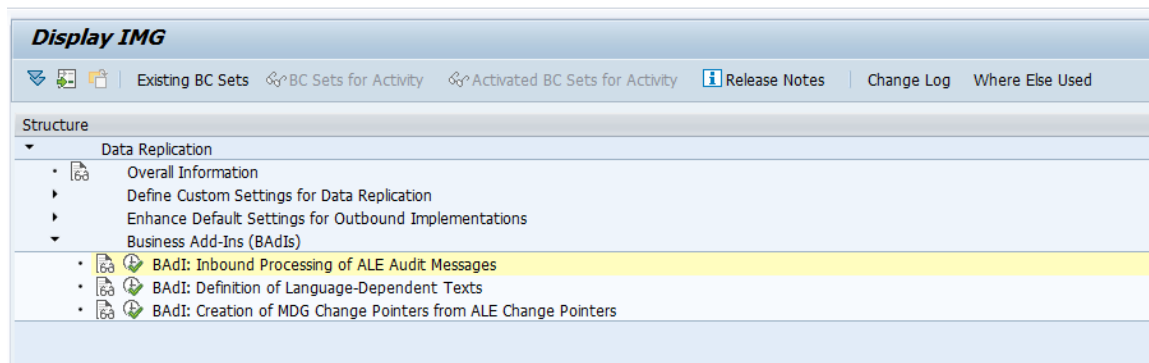 Display IMG
Existing BC Sets BC Sets for Activity Activated BC Sets for Activity Release Notes Change Log Where Else Used
Structure
Data Replication
Overall Information
Define Custom Settings for Data Replication
Enhance Default Settings for Outbound Implementations
Business Add-Ins (BAdIs)
BAdI: Inbound Processing of ALE Audit Messages
BAdI: Definition of Language-Dependent Texts
BAdI: Creation of MDG Change Pointers from ALE Change Pointers